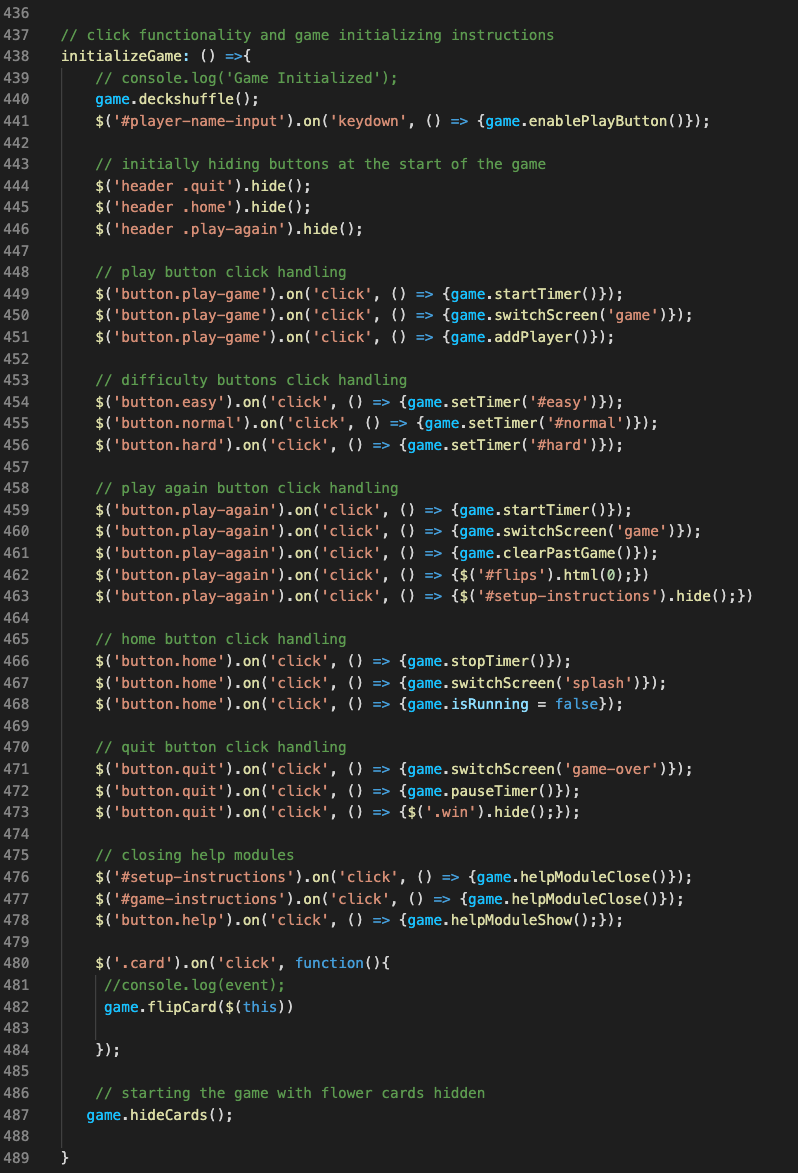 436
437 // click functionality and game initializing instructions
438 initializeGame: () =>{
439 // console.log('Game Initialized');
440 game.deckshuffle();
441 $('#player-name-input').on('keydown', () => {game.enablePlayButton()});
442
443 // initially hiding buttons at the start of the game
444 $('header .quit').hide();
445 $('header .home').hide();
446 $('header .play-again').hide();
447
448 // play button click handling
449 $('button.play-game').on('click', () => {game.startTimer()});
450 $('button.play-game').on('click', () => {game.switchScreen('game')});
451 $('button.play-game').on('click', () => {game.addPlayer()});
452
453 // difficulty buttons click handling
454 $('button.easy').on('click', () => {game.setTimer('#easy')});
455 $('button.normal').on('click', () => {game.setTimer('#normal')});
456 $('button.hard').on('click', () => {game.setTimer('#hard')});
457
458 // play again button click handling
459 $('button.play-again').on('click', () => {game.startTimer()});
460 $('button.play-again').on('click', () => {game.switchScreen('game')});
461 $('button.play-again').on('click', () => {game.clearPastGame()});
462 $('button.play-again').on('click', () => {$('#flips').html(0);})
463 $('button.play-again').on('click', () => {$('#setup-instructions').hide();})
464
465 // home button click handling
466 $('button.home').on('click', () => {game.stopTimer()});
467 $('button.home').on('click', () => {game.switchScreen('splash')});
468 $('button.home').on('click', () => {game.isRunning = false});
469
470 // quit button click handling
471 $('button.quit').on('click', () => {game.switchScreen('game-over')});
472 $('button.quit').on('click', () => {game.pauseTimer()});
473 $('button.quit').on('click', () => {$('.win').hide();});
474
475 // closing help modules
476 $('#setup-instructions').on('click', () => {game.helpModuleClose()});
477 $('#game-instructions').on('click', () => {game.helpModuleClose()});
478 $('button.help').on('click', () => {game.helpModuleShow();});
479
480 $('.card').on('click', function(){
481 //console.log(event);
482 game.flipCard($(this))
483
484 });
485
486 // starting the game with flower cards hidden
487 game.hideCards();
488
489 }